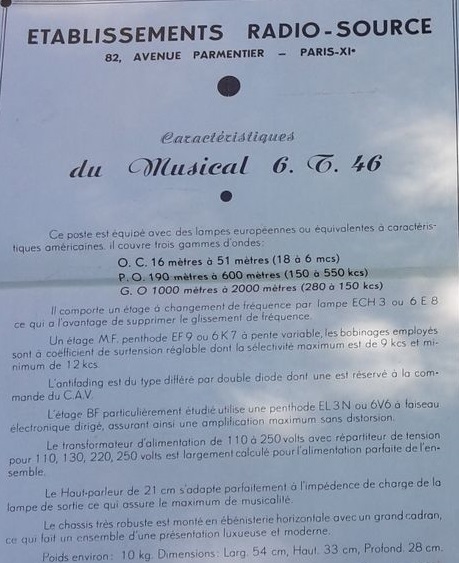 ETABLISSEMENTS RADIO-SOURCE
82, AVENUE PARMENTIER — PARIS-XIe
Caractéristiques
du Musical 6. T. 46
Ce poste est équipé avec des lampes européennes ou équivalentes à caractéris-
tiques américaines. il couvre trois gammes d'ondes:
O. C. 16 mètres à 51 mètres (18 à 6 mcs)
P. O. 190 mètres à 600 mètres (150 à 550 kcs)
G. O 1000 mètres à 2000 mètres (280 à 150 kcs)
Il comporte un étage à changement de fréquence par lampe ECH 3 ou 6 E 8
ce qui a l'avantage de supprimer le glissement de fréquence.
Un étage M.F. penthode EF 9 ou 6 K 7 à pente variable, les bobinages employés
sont à coéfficient de surtension réglable dont la sélectivité maximum est de 9 kcs et mi-
nimum de 12 kcs
L'antifading est du type différé par double diode dont une est réservé à la com-
mande du C.A.V.
L'étage BF particulièrement étudié utilise une penthode EL 3 N ou 6V6 à faiseau
électronique dirigé, assurant ainsi une amplification maximum sans distorsion.
Le transformateur d'alimentation de 110 à 250 volts avec répartiteur de tension
pour 110, 130, 220, 250 volts est largement calculé pour l'alimentation parfaite de l'en-
semble.
Le Haut-parleur de 21 cm s'adapte parfaitement à l'impédence de charge de la
lampe de sortie ce qui assure le maximum de musicalité.
Le chassis très robuste est monté en ébénisterie horizontale avec un grand cadran,
ce qui fait un ensemble d'une présentation luxueuse et moderne.
Poids environ: 10 kg. Dimensions: Larg. 54 cm, Haut. 33 cm, Profond. 28 cm.